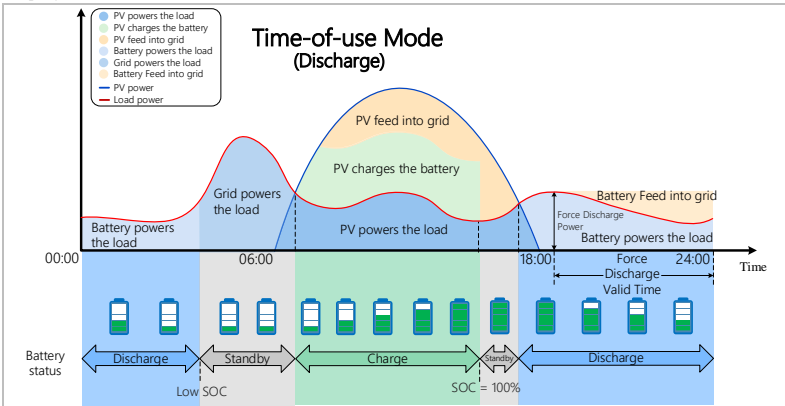 PV powers the load
PV charges the battery
PV feed into grid
Battery powers the load
Grid powers the load
Battery Feed into grid
PV power
Load power
Time-of-use Mode
(Discharge)
PV feed into grid
PV charges the battery
Grid powers
the load
PV powers the load
Battery powers
the load
Battery Feed into grid
Force Discharge
Power
Battery powers the load
00:00
06:00
18:00
Force
Discharge
Valid Time
24:00
Time
Battery
status
Discharge
Standby
Charge
Standby
Discharge
Low SOC
SOC = 100%